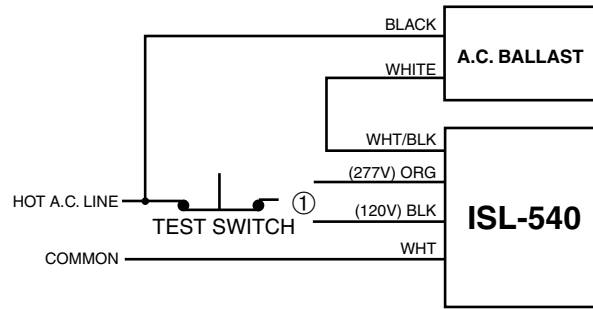 BLACK
A.C. BALLAST
WHITE
WHT/BLK
(277V) ORG
HOT A.C. LINE
①
(120V) BLK
ISL-540
TEST SWITCH
WHT
COMMON